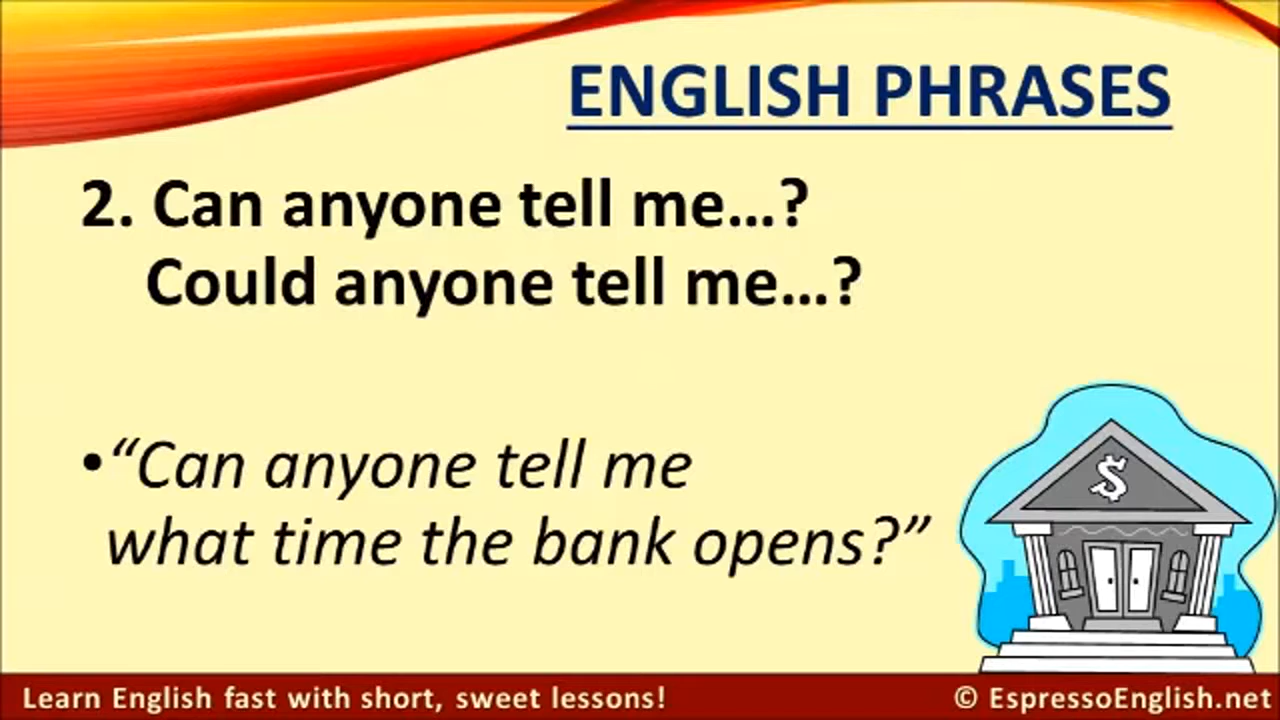 ENGLISH PHRASES
2. Can anyone tell me...?
Could anyone tell me...?
•“Can anyone tell me
what time the bank opens?”
$
Learn English fast with short, sweet lessons!
© EspressoEnglish.net